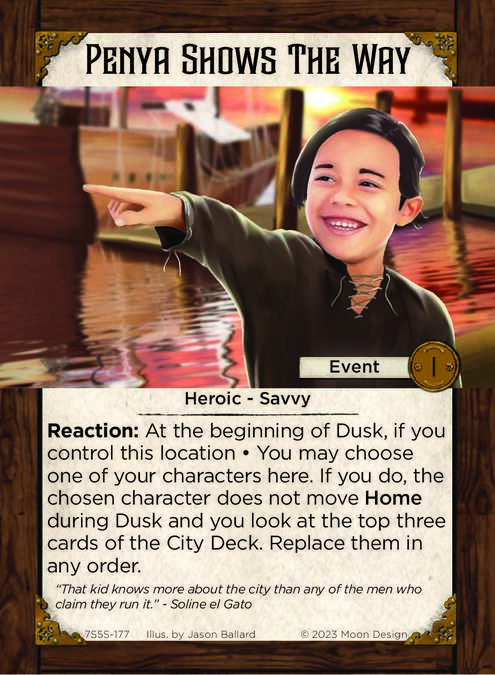 Penya Shows The Way
Event
1
Heroic - Savvy
Reaction: At the beginning of Dusk, if you
control this location • You may choose
one of your characters here. If you do, the
chosen character does not move Home
during Dusk and you look at the top three
cards of the City Deck. Replace them in
any order.
"That kid knows more about the city than any of the men who
claim they run it." - Soline el Gato
7S5S-177 Illus. by Jason Ballard © 2023 Moon Design